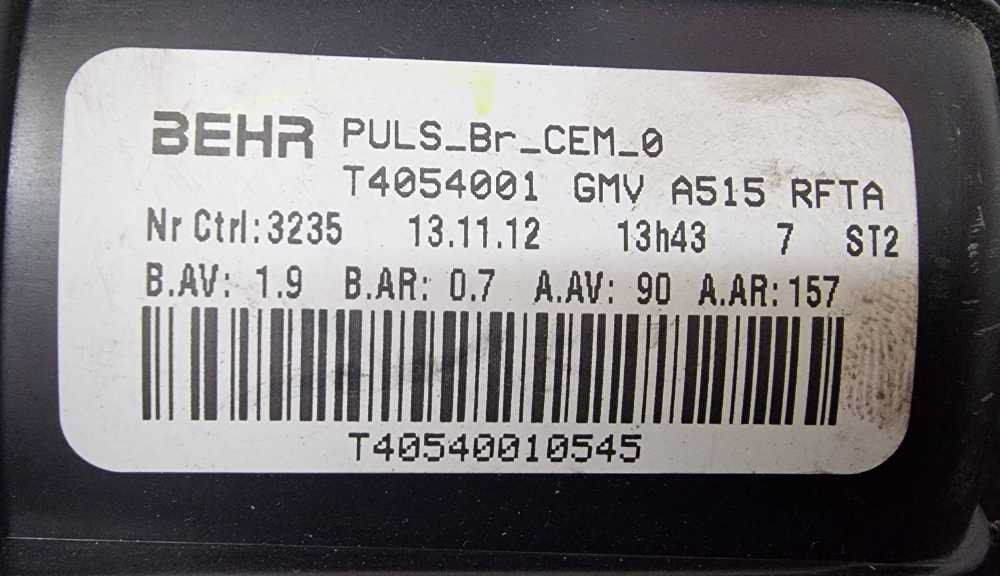 BEHR PULS_Br_CEM_0
T4054001 GMV A515 RFTA
Nr Ctrl:3235 13.11.12 13h43 7 ST2
B.AV: 1.9 B.AR: 0.7 A.AV: 90 A.AR:157
T40540010545